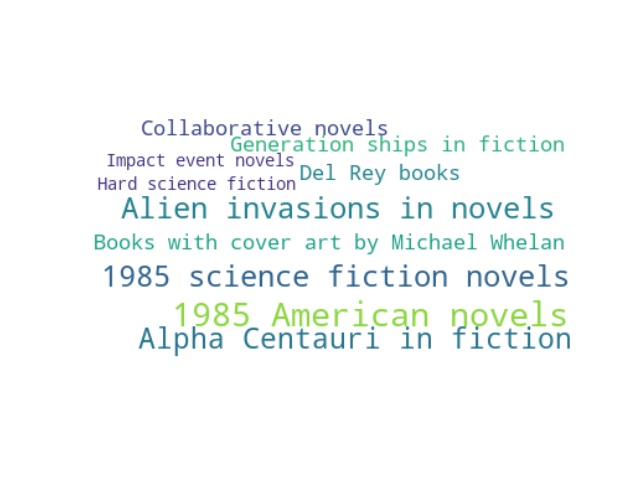 Collaborative novels
Generation ships in fiction
Impact event novels
Del Rey books
Hard science fiction
Alien invasions in novels
Books with cover art by Michael Whelan
1985 science fiction novels
1985 American novels
Alpha Centauri in fiction